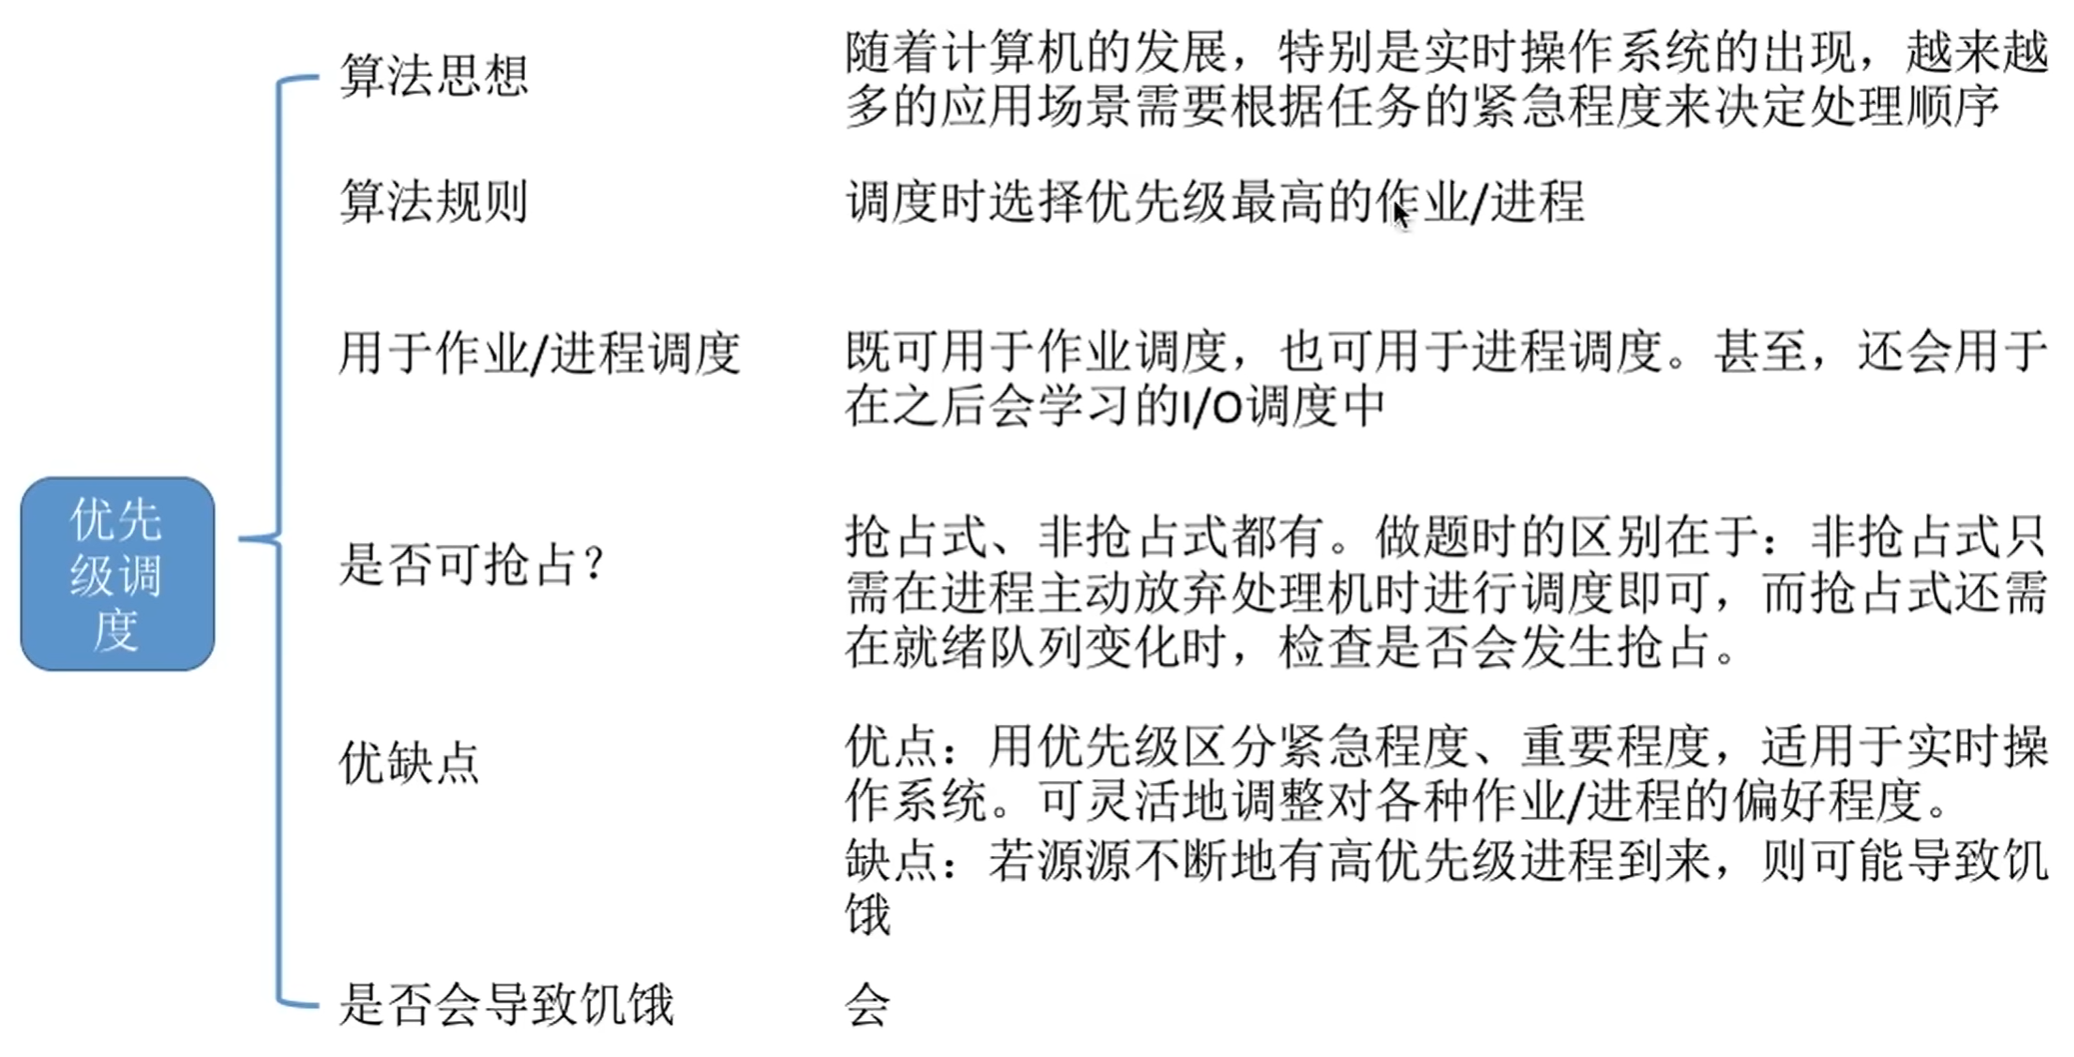 算法思想
随着计算机的发展，特别是实时操作系统的出现，越来越
多的应用场景需要根据任务的紧急程度来决定处理顺序
算法规则
调度时选择优先级最高的作业/进程
用于作业/进程调度
既可用于作业调度，也可用于进程调度。甚至，还会用于
在之后会学习的I/O调度中
优先
级调
度
是否可抢占？
抢占式、非抢占式都有。做题时的区别在于：非抢占式只
需在进程主动放弃处理机时进行调度即可，而抢占式还需
在就绪队列变化时，检查是否会发生抢占。
优缺点
优点：用优先级区分紧急程度、重要程度，适用于实时操
作系统。可灵活地调整对各种作业/进程的偏好程度。
缺点：若源源不断地有高优先级进程到来，则可能导致饥
饿
是否会导致饥饿
会